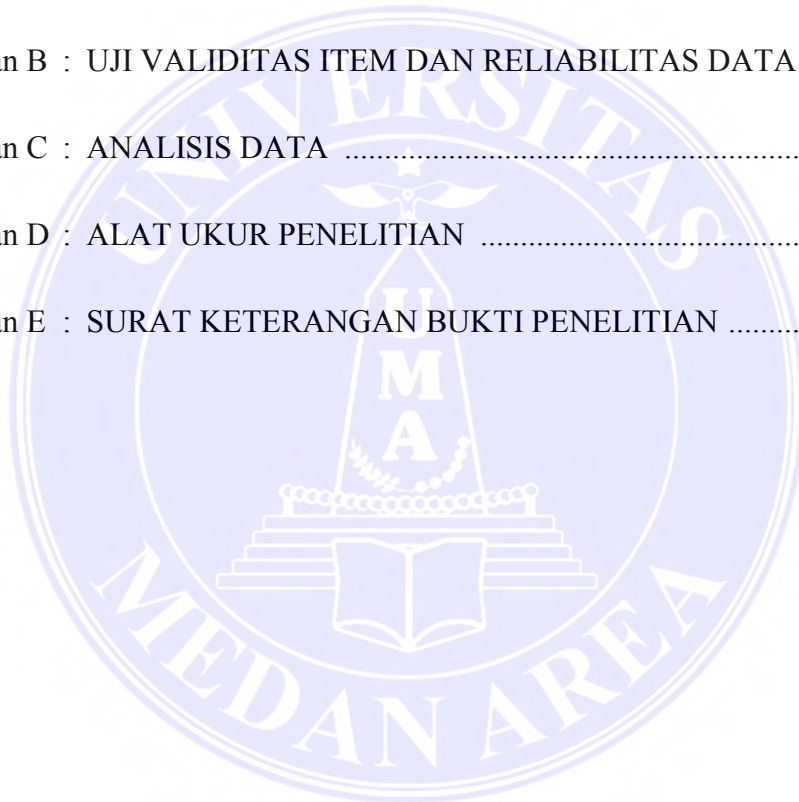 an B : UJI VALIDITAS ITEM DAN RELIABILITAS DATA
an C : ANALISIS DATA ........................................................
an D : ALAT UKUR PENELITIAN .......................................
an E : SURAT KETERANGAN BUKTI PENELITIAN .........
UNIVERSITAS
U
M
A
MEDAN AREA